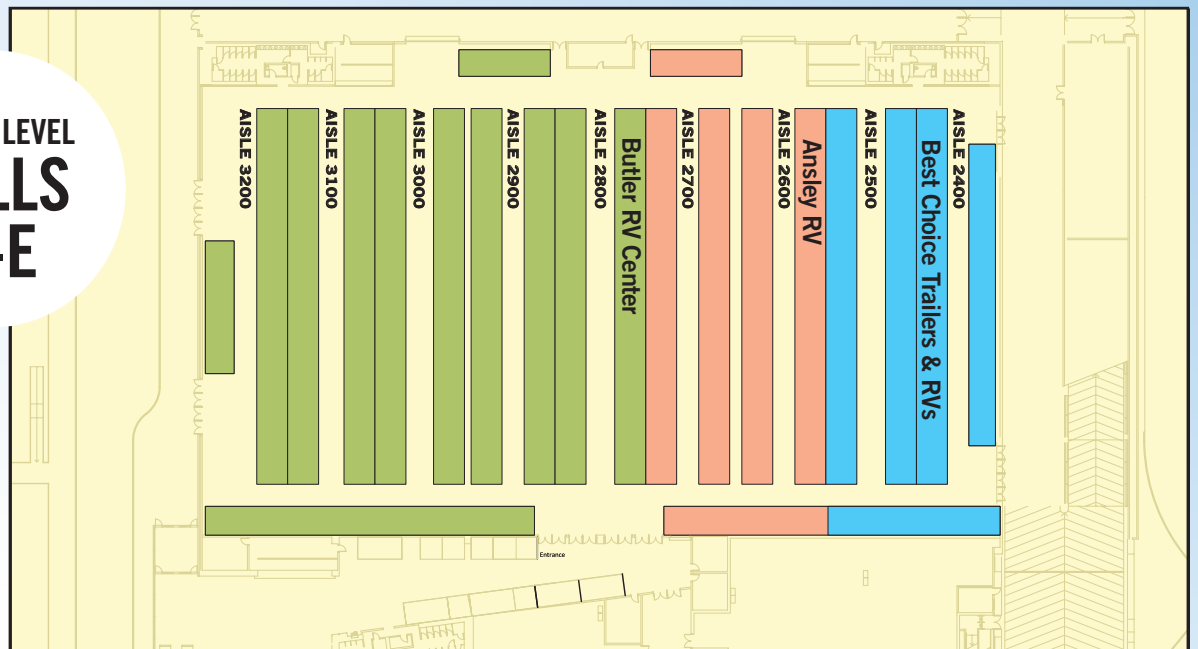 LEVEL
AISLE 3200
AISLE 3100
AISLE 3000
AISLE 2900
AISLE 2800
Butler RV Center
AISLE 2700
AISLE 2600
Ansley RV
AISLE 2500
Best Choice Trailers & RVs
AISLE 2400
Entrance